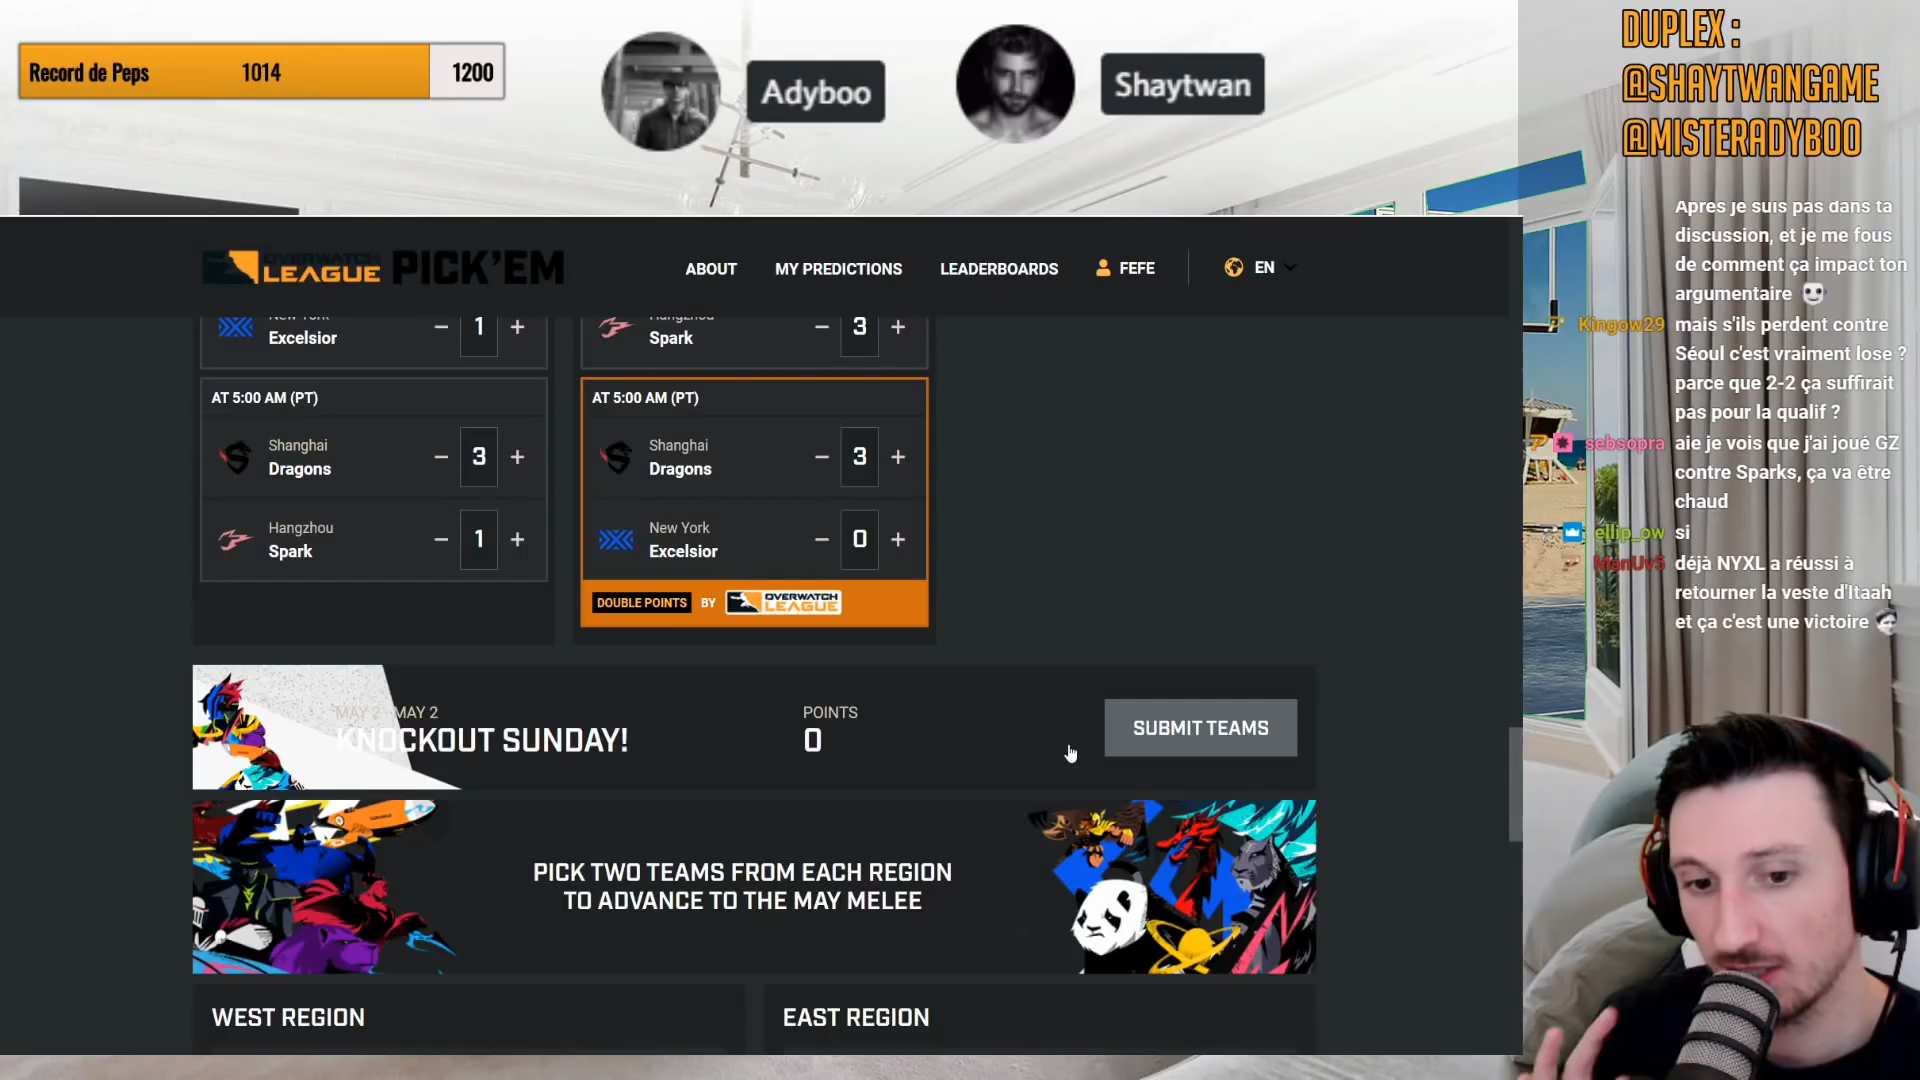 Record de Peps 1014 1200
Adyboo
Shaytwan
DUPLEX :
@SHAYTWANGAME
@MISTERADYBOO
OVERWATCH
LEAGUE PICK'EM
ABOUT
MY PREDICTIONS
LEADERBOARDS
FEFE
EN
New York
Excelsior
− 1 +
Hangzhou
Spark
− 3 +
AT 5:00 AM (PT)
Shanghai
Dragons
− 3 +
Hangzhou
Spark
− 1 +
AT 5:00 AM (PT)
Shanghai
Dragons
− 3 +
New York
Excelsior
− 0 +
DOUBLE POINTS BY OVERWATCH LEAGUE
MAY 2 - MAY 2
KNOCKOUT SUNDAY!
POINTS
0
SUBMIT TEAMS
PICK TWO TEAMS FROM EACH REGION
TO ADVANCE TO THE MAY MELEE
WEST REGION
EAST REGION
Apres je suis pas dans ta
discussion, et je me fous
de comment ça impact ton
argumentaire
Kingow29 mais s'ils perdent contre
Séoul c'est vraiment lose ?
parce que 2-2 ça suffirait
pas pour la qualif ?
sebsopra aie je vois que j'ai joué GZ
contre Sparks, ça va être
chaud
ellip_ow si
ManUv5 déjà NYXL a réussi à
retourner la veste d'Itaah
et ça c'est une victoire